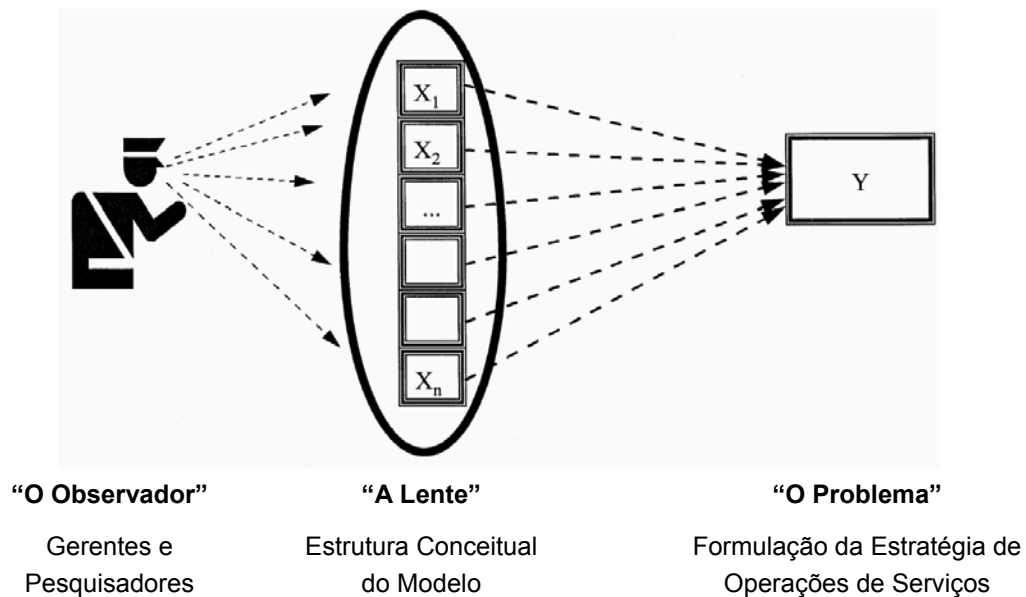 X₁
X₂
...
Xₙ
Y
“O Observador”
“A Lente”
“O Problema”
Gerentes e
Pesquisadores
Estrutura Conceitual
do Modelo
Formulação da Estratégia de
Operações de Serviços